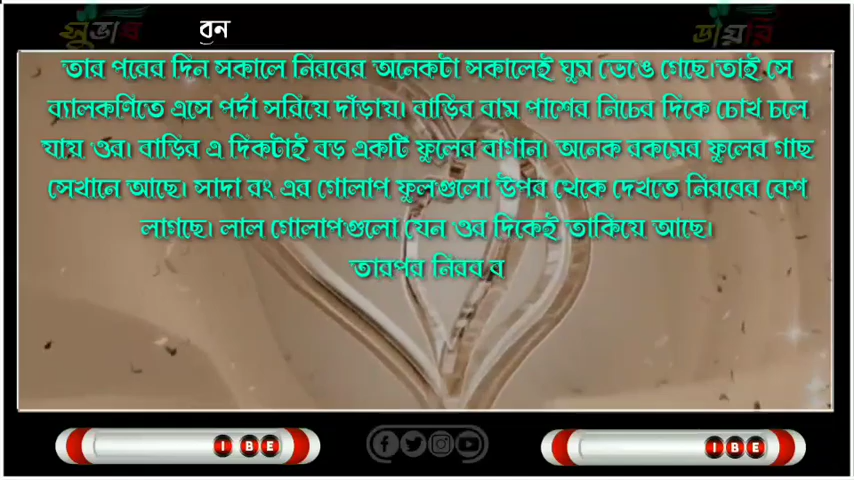 সুভাষ
বন
ডায়রি
তার পরের দিন সকালে নিরবের অনেকটা সকালেই ঘুম ভেঙে গেছে।তাই সে
ব্যালকণিতে এসে পর্দা সরিয়ে দাঁড়ায়। বাড়ির বাম পাশের নিচের দিকে চোখ চলে
যায় ওর। বাড়ির এ দিকটাই বড় একটি ফুলের বাগান। অনেক রকমের ফুলের গাছ
সেখানে আছে। সাদা রং এর গোলাপ ফুলগুলো উপর থেকে দেখতে নিরবের বেশ
লাগছে। লাল গোলাপগুলো যেন ওর দিকেই তাকিয়ে আছে।
তারপর নিরব ব
I B E
I B E